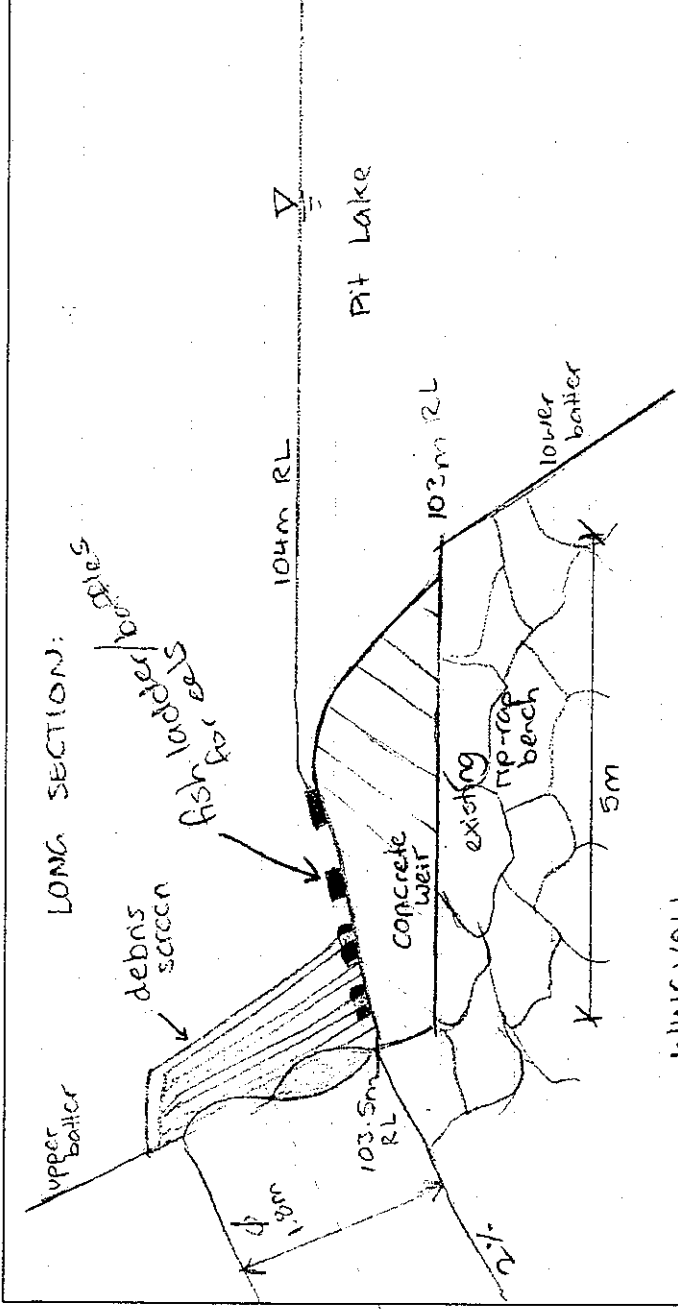 LONG SECTION:
upper
batter
debris
screen
fish ladder/baffles
for eels
104m RL
Pit Lake
103m RL
lower
batter
concrete
weir
existing
rip-rap
bench
5m
103.5m
RL
ϕ
1.8m
2%